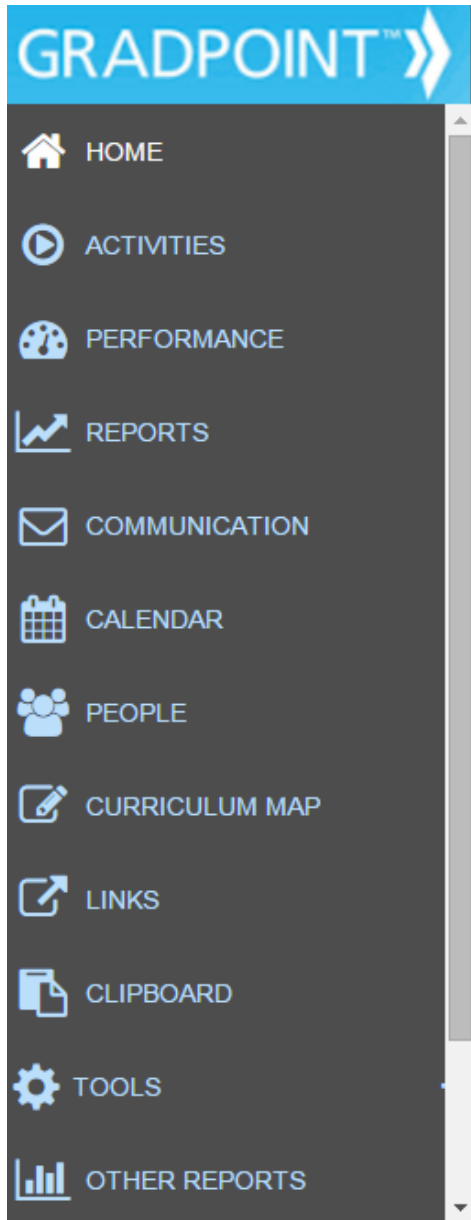 GRADPOINT™
HOME
ACTIVITIES
PERFORMANCE
REPORTS
COMMUNICATION
CALENDAR
PEOPLE
CURRICULUM MAP
LINKS
CLIPBOARD
TOOLS
OTHER REPORTS